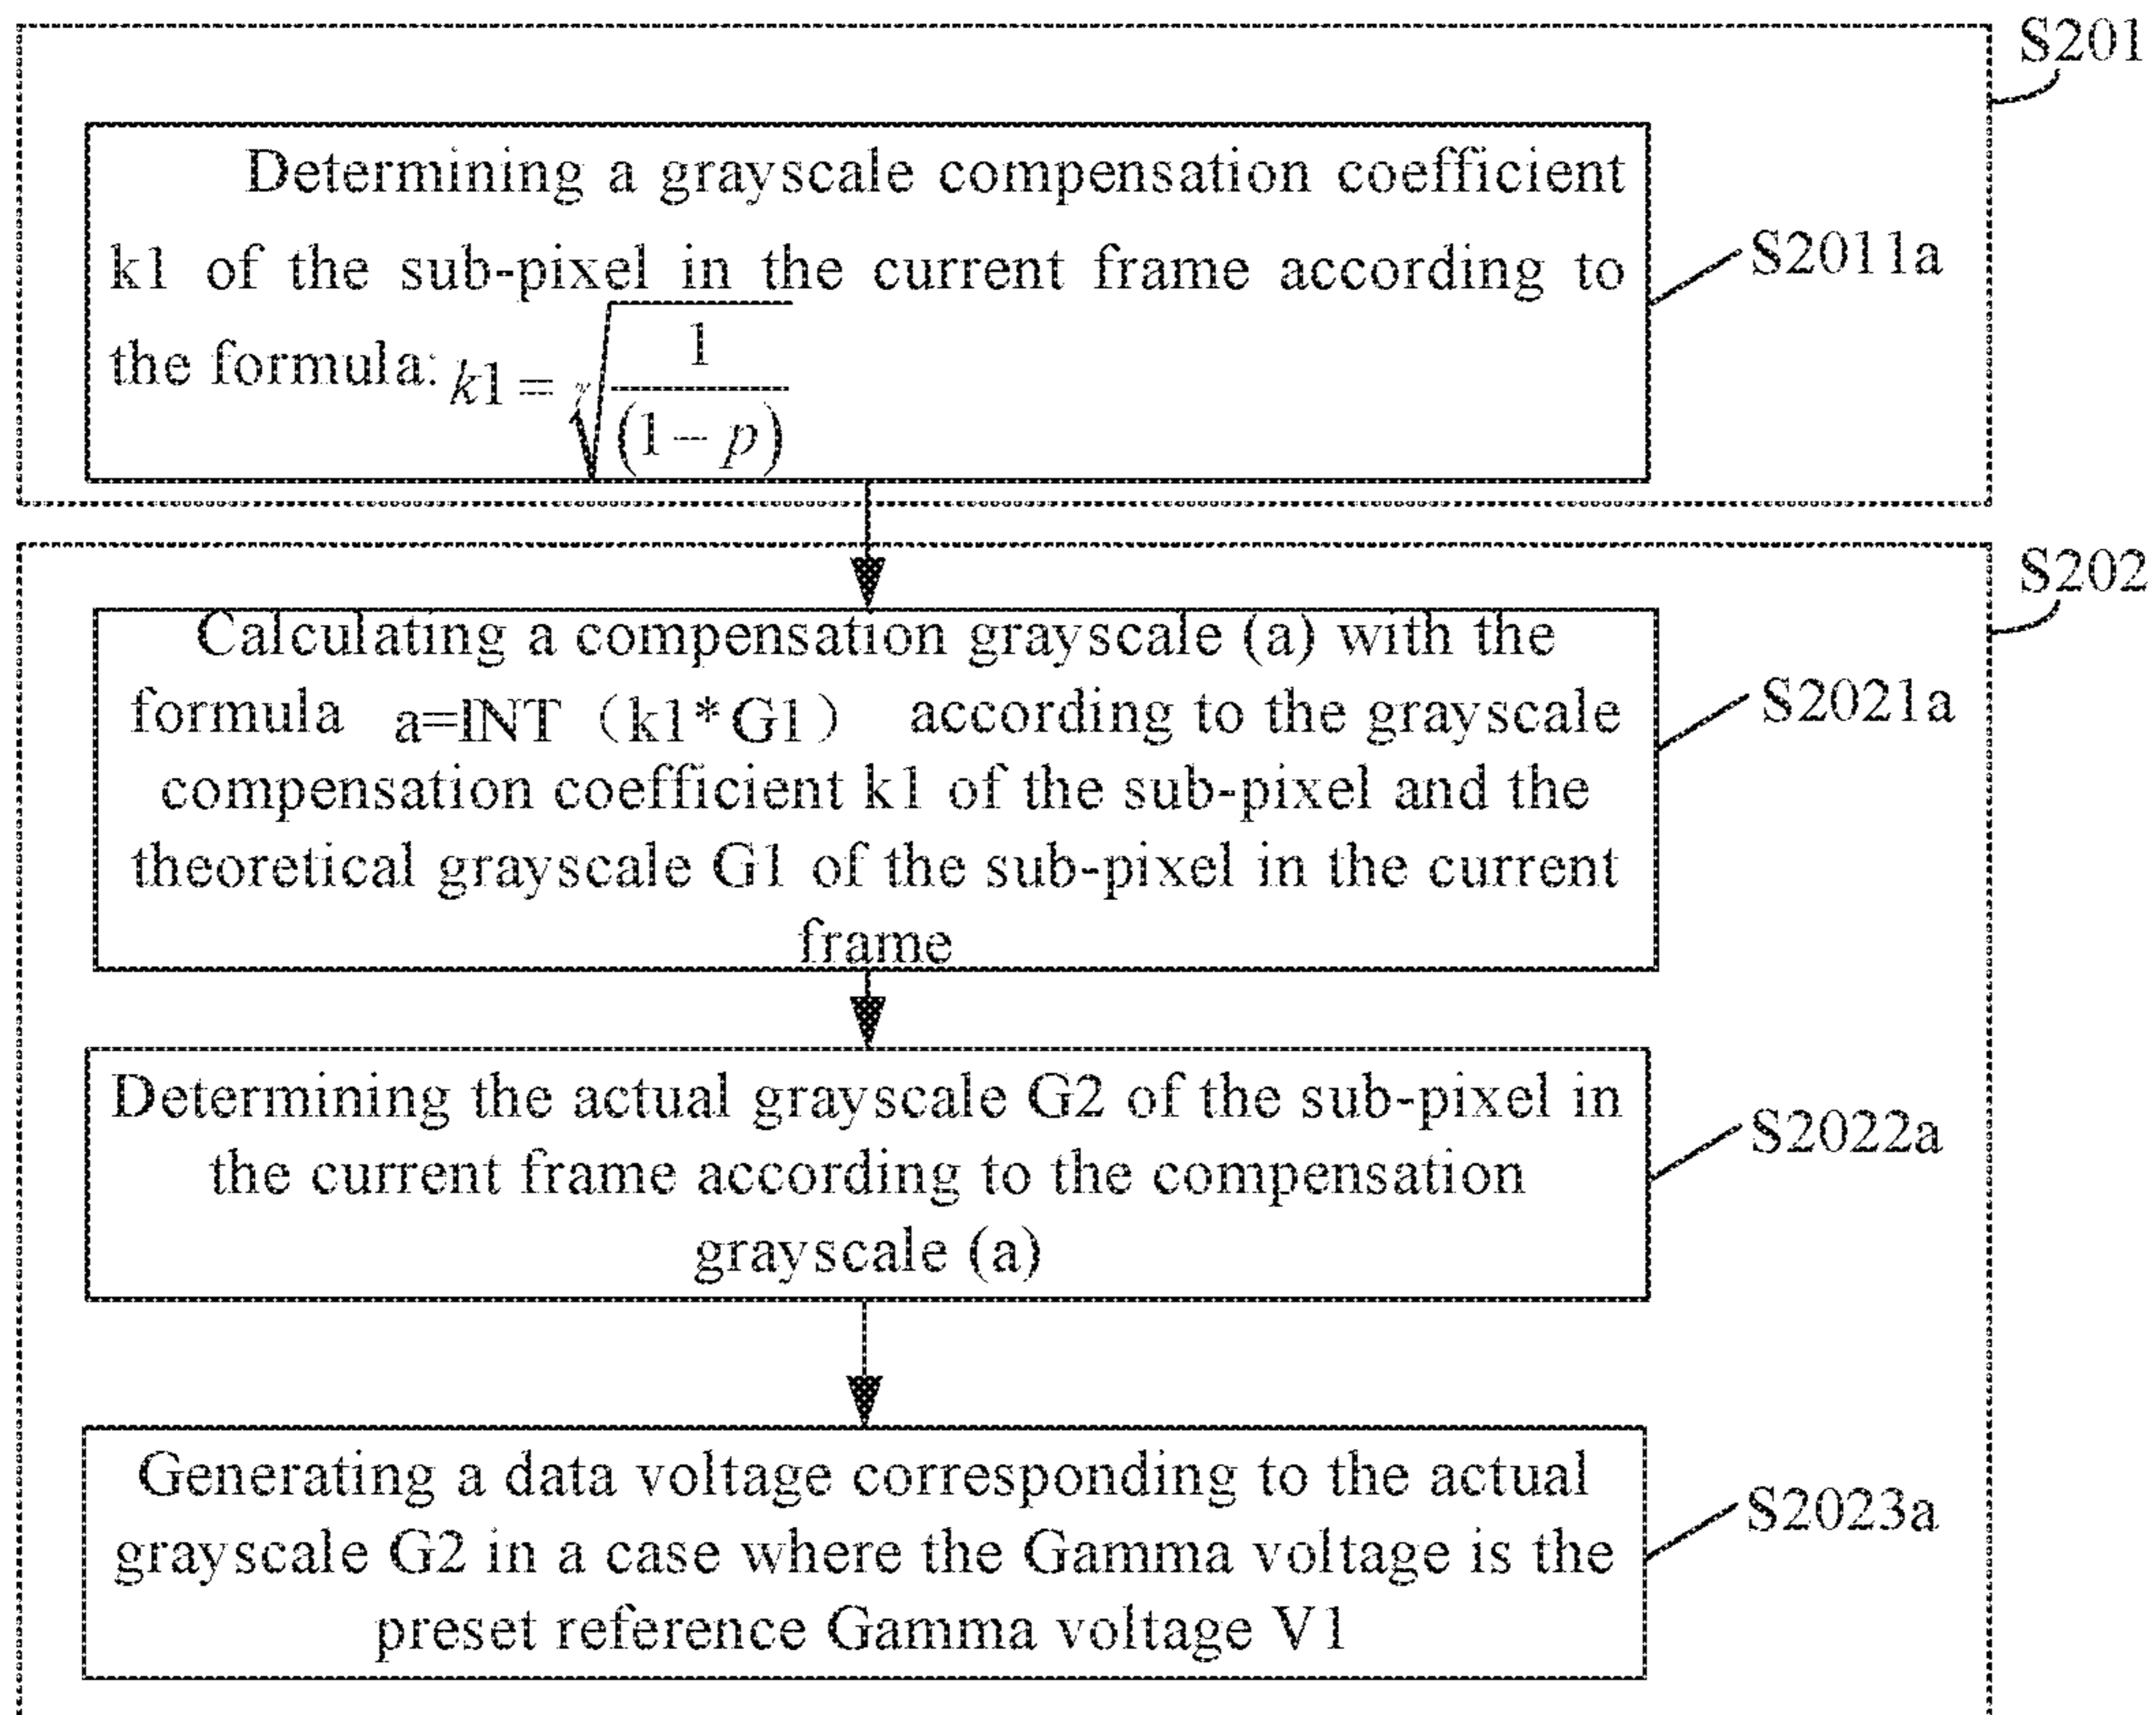 S201
Determining a grayscale compensation coefficient
k1 of the sub-pixel in the current frame according to
the formula: k1 = \sqrt[γ]{\frac{1}{(1-p)}}
S2011a
S202
Calculating a compensation grayscale (a) with the
formula a=INT (k1*G1) according to the grayscale
compensation coefficient k1 of the sub-pixel and the
theoretical grayscale G1 of the sub-pixel in the current
frame
S2021a
Determining the actual grayscale G2 of the sub-pixel in
the current frame according to the compensation
grayscale (a)
S2022a
Generating a data voltage corresponding to the actual
grayscale G2 in a case where the Gamma voltage is the
preset reference Gamma voltage V1
S2023a